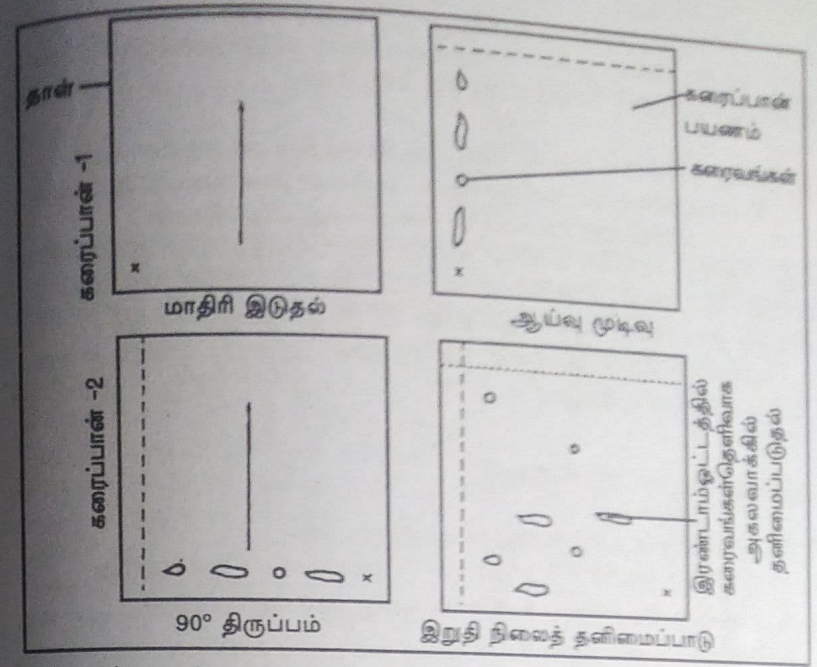 தாள்
கரைப்பான் -1
x
மாதிரி இடுதல்
கரைப்பான்
பயணம்
கரைவங்கள்
x
ஆய்வு முடிவு
கரைப்பான் -2
x
90° திருப்பம்
x
இரண்டாம்ஓட்டத்தில்
கரைவங்கள்தெளிவாக
அகலவாக்கில்
தனிமைப்படுதல்
இறுதி நிலைத் தனிமைப்பாடு